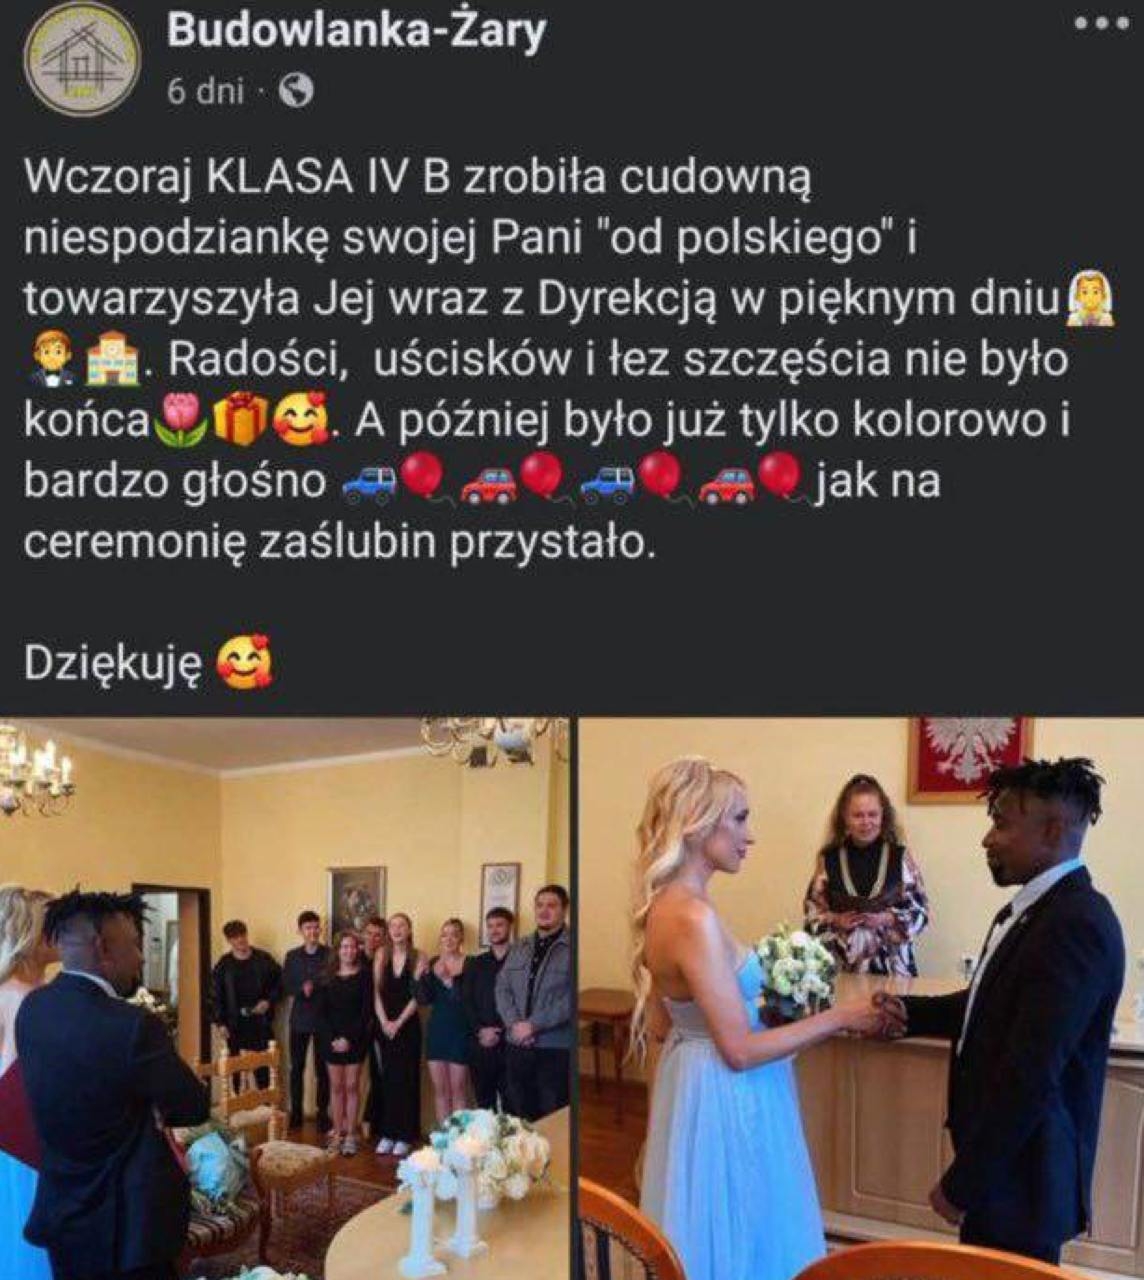 Budowlanka-Żary
6 dni ·
Wczoraj KLASA IV B zrobiła cudowną
niespodziankę swojej Pani "od polskiego" i
towarzyszyła Jej wraz z Dyrekcją w pięknym dniu👰
🤵🏫. Radości,  uścisków i łez szczęścia nie było
końca🌷🎁🥰. A później było już tylko kolorowo i
bardzo głośno 🚙🎈🚗🎈🚙🎈🚗🎈jak na
ceremonię zaślubin przystało.
Dziękuję 🥰